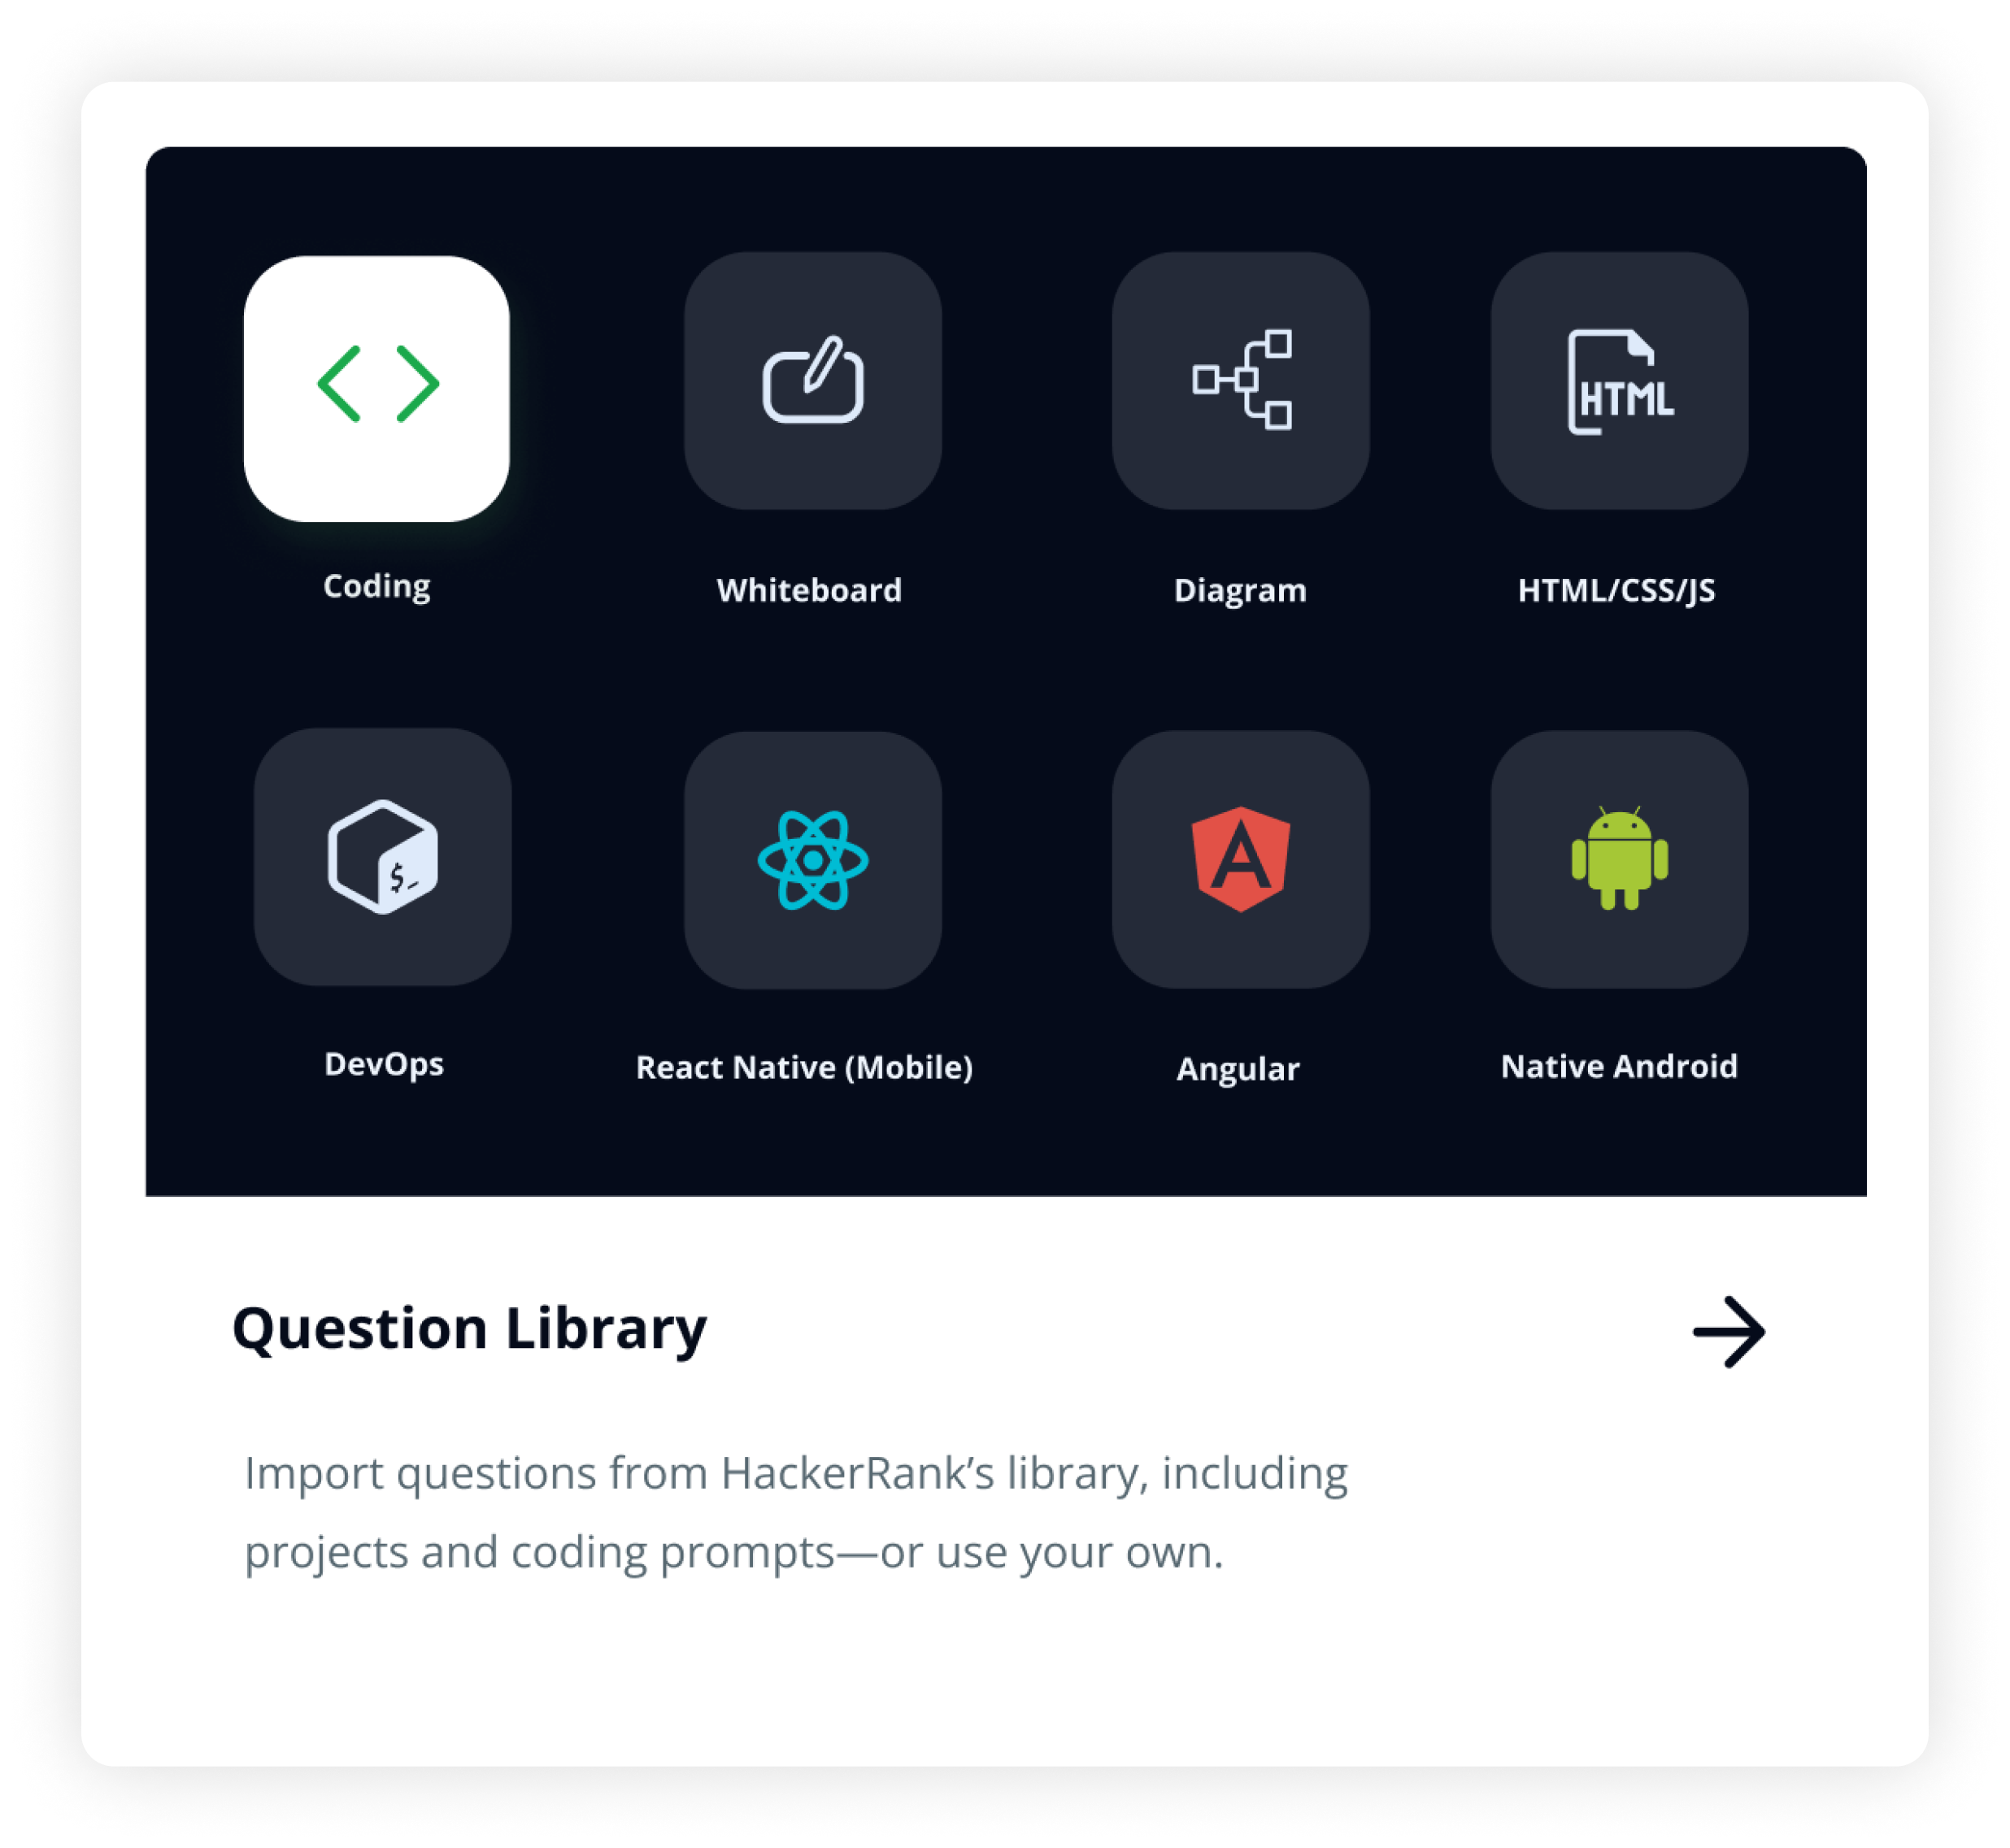 HTML
Coding
Whiteboard
Diagram
HTML/CSS/JS
$_
A
DevOps
React Native (Mobile)
Angular
Native Android
Question Library
Import questions from HackerRank’s library, including
projects and coding prompts—or use your own.